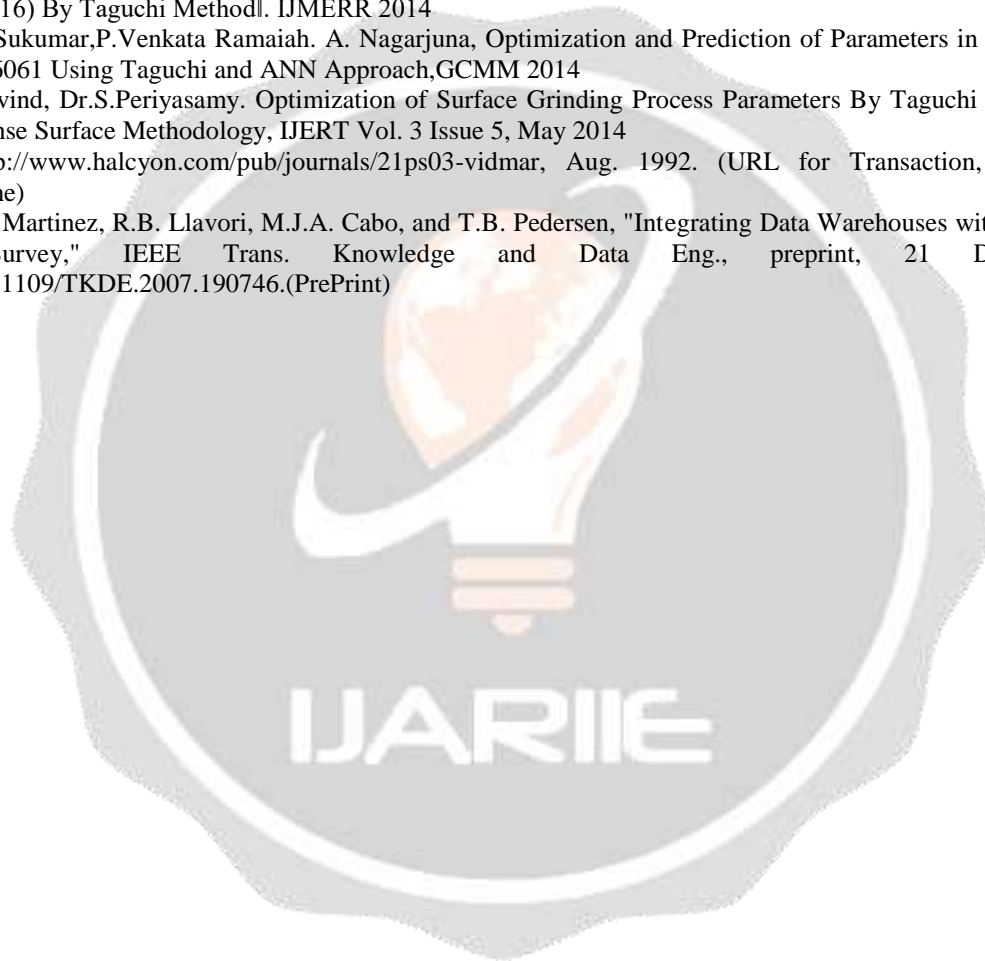 16) By Taguchi Method‖. IJMERR 2014
Sukumar,P.Venkata Ramaiah. A. Nagarjuna, Optimization and Prediction of Parameters in
6061 Using Taguchi and ANN Approach,GCMM 2014
vind, Dr.S.Periyasamy. Optimization of Surface Grinding Process Parameters By Taguchi
nse Surface Methodology, IJERT Vol. 3 Issue 5, May 2014
p://www.halcyon.com/pub/journals/21ps03-vidmar, Aug. 1992. (URL for Transaction,
ne)
Martinez, R.B. Llavori, M.J.A. Cabo, and T.B. Pedersen, "Integrating Data Warehouses wit
urvey," IEEE Trans. Knowledge and Data Eng., preprint, 21 D
1109/TKDE.2007.190746.(PrePrint)
IJARIIE